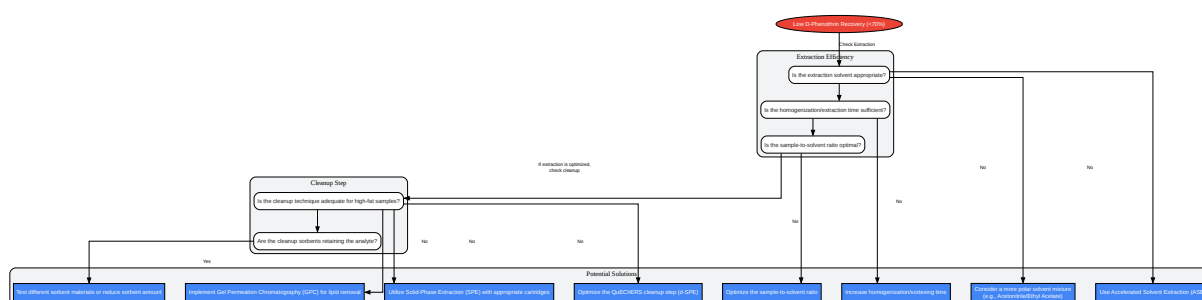 Low D-Phenothrin Recovery (<70%)
Check Extraction
Extraction Efficiency
Is the extraction solvent appropriate?
Is the homogenization/extraction time sufficient?
Is the sample-to-solvent ratio optimal?
If extraction is optimized,
check cleanup
No
No
No
No
Cleanup Step
Is the cleanup technique adequate for high-fat samples?
Are the cleanup sorbents retaining the analyte?
No
No
No
Yes
Potential Solutions
Test different sorbent materials or reduce sorbent amount
Implement Gel Permeation Chromatography (GPC) for lipid removal
Utilize Solid-Phase Extraction (SPE) with appropriate cartridges
Optimize the QuEChERS cleanup step (d-SPE)
Optimize the sample-to-solvent ratio
Increase homogenization/vortexing time
Consider a more polar solvent mixture
(e.g., Acetonitrile/Ethyl Acetate)
Use Accelerated Solvent Extraction (ASE